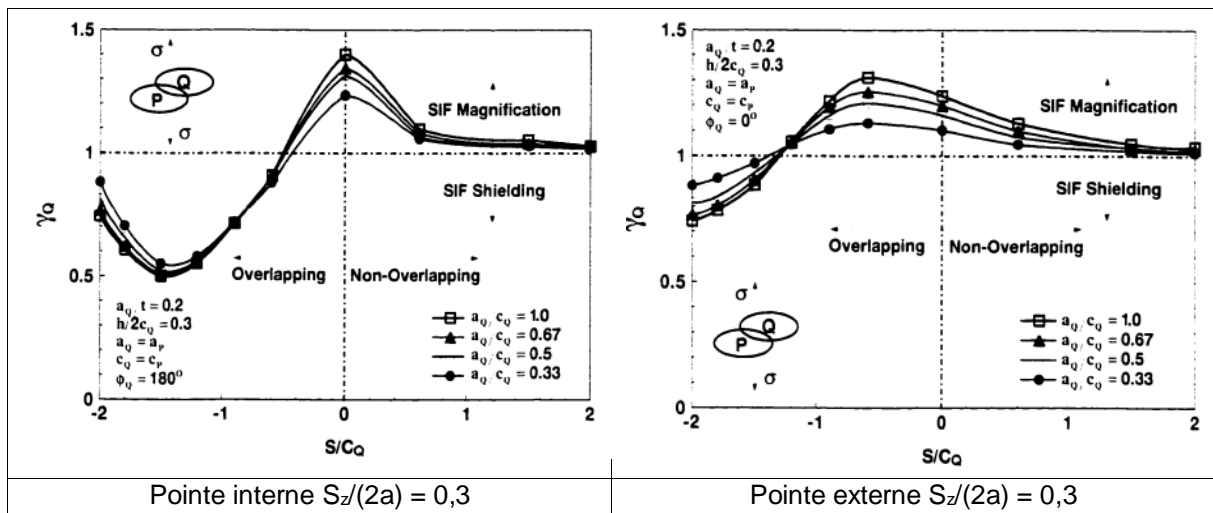 1.5
σ
Q
P
σ
SIF Magnification
1
SIF Shielding
γQ
Overlapping
Non-Overlapping
0.5
aQ/ t = 0.2
h/2cQ = 0.3
aQ = aP
cQ = cP
ϕQ = 180°
aQ/ cQ = 1.0
aQ/ cQ = 0.67
aQ/ cQ = 0.5
aQ/ cQ = 0.33
0
-2
-1
0
1
2
S/CQ
1.5
aQ/ t = 0.2
h/2cQ = 0.3
aQ = aP
cQ = cP
ϕQ = 0°
SIF Magnification
1
SIF Shielding
γQ
Overlapping
Non-Overlapping
0.5
σ
Q
P
σ
aQ/ cQ = 1.0
aQ/ cQ = 0.67
aQ/ cQ = 0.5
aQ/ cQ = 0.33
0
-2
-1
0
1
2
S/CQ
Pointe interne Sz/(2a) = 0,3
Pointe externe Sz/(2a) = 0,3